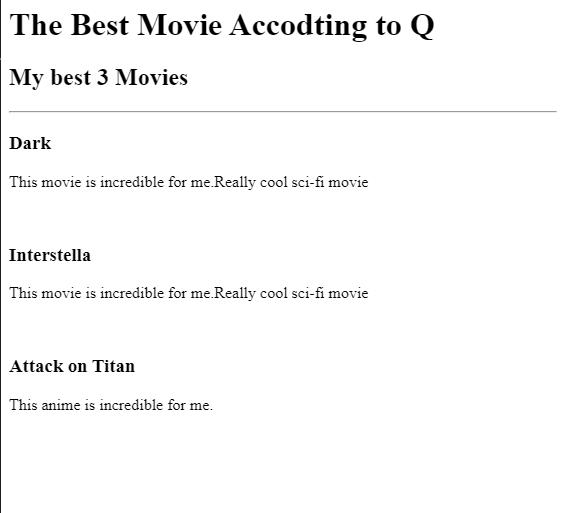 The Best Movie Accodting to Q
My best 3 Movies
Dark
This movie is incredible for me.Really cool sci-fi movie
Interstella
This movie is incredible for me.Really cool sci-fi movie
Attack on Titan
This anime is incredible for me.